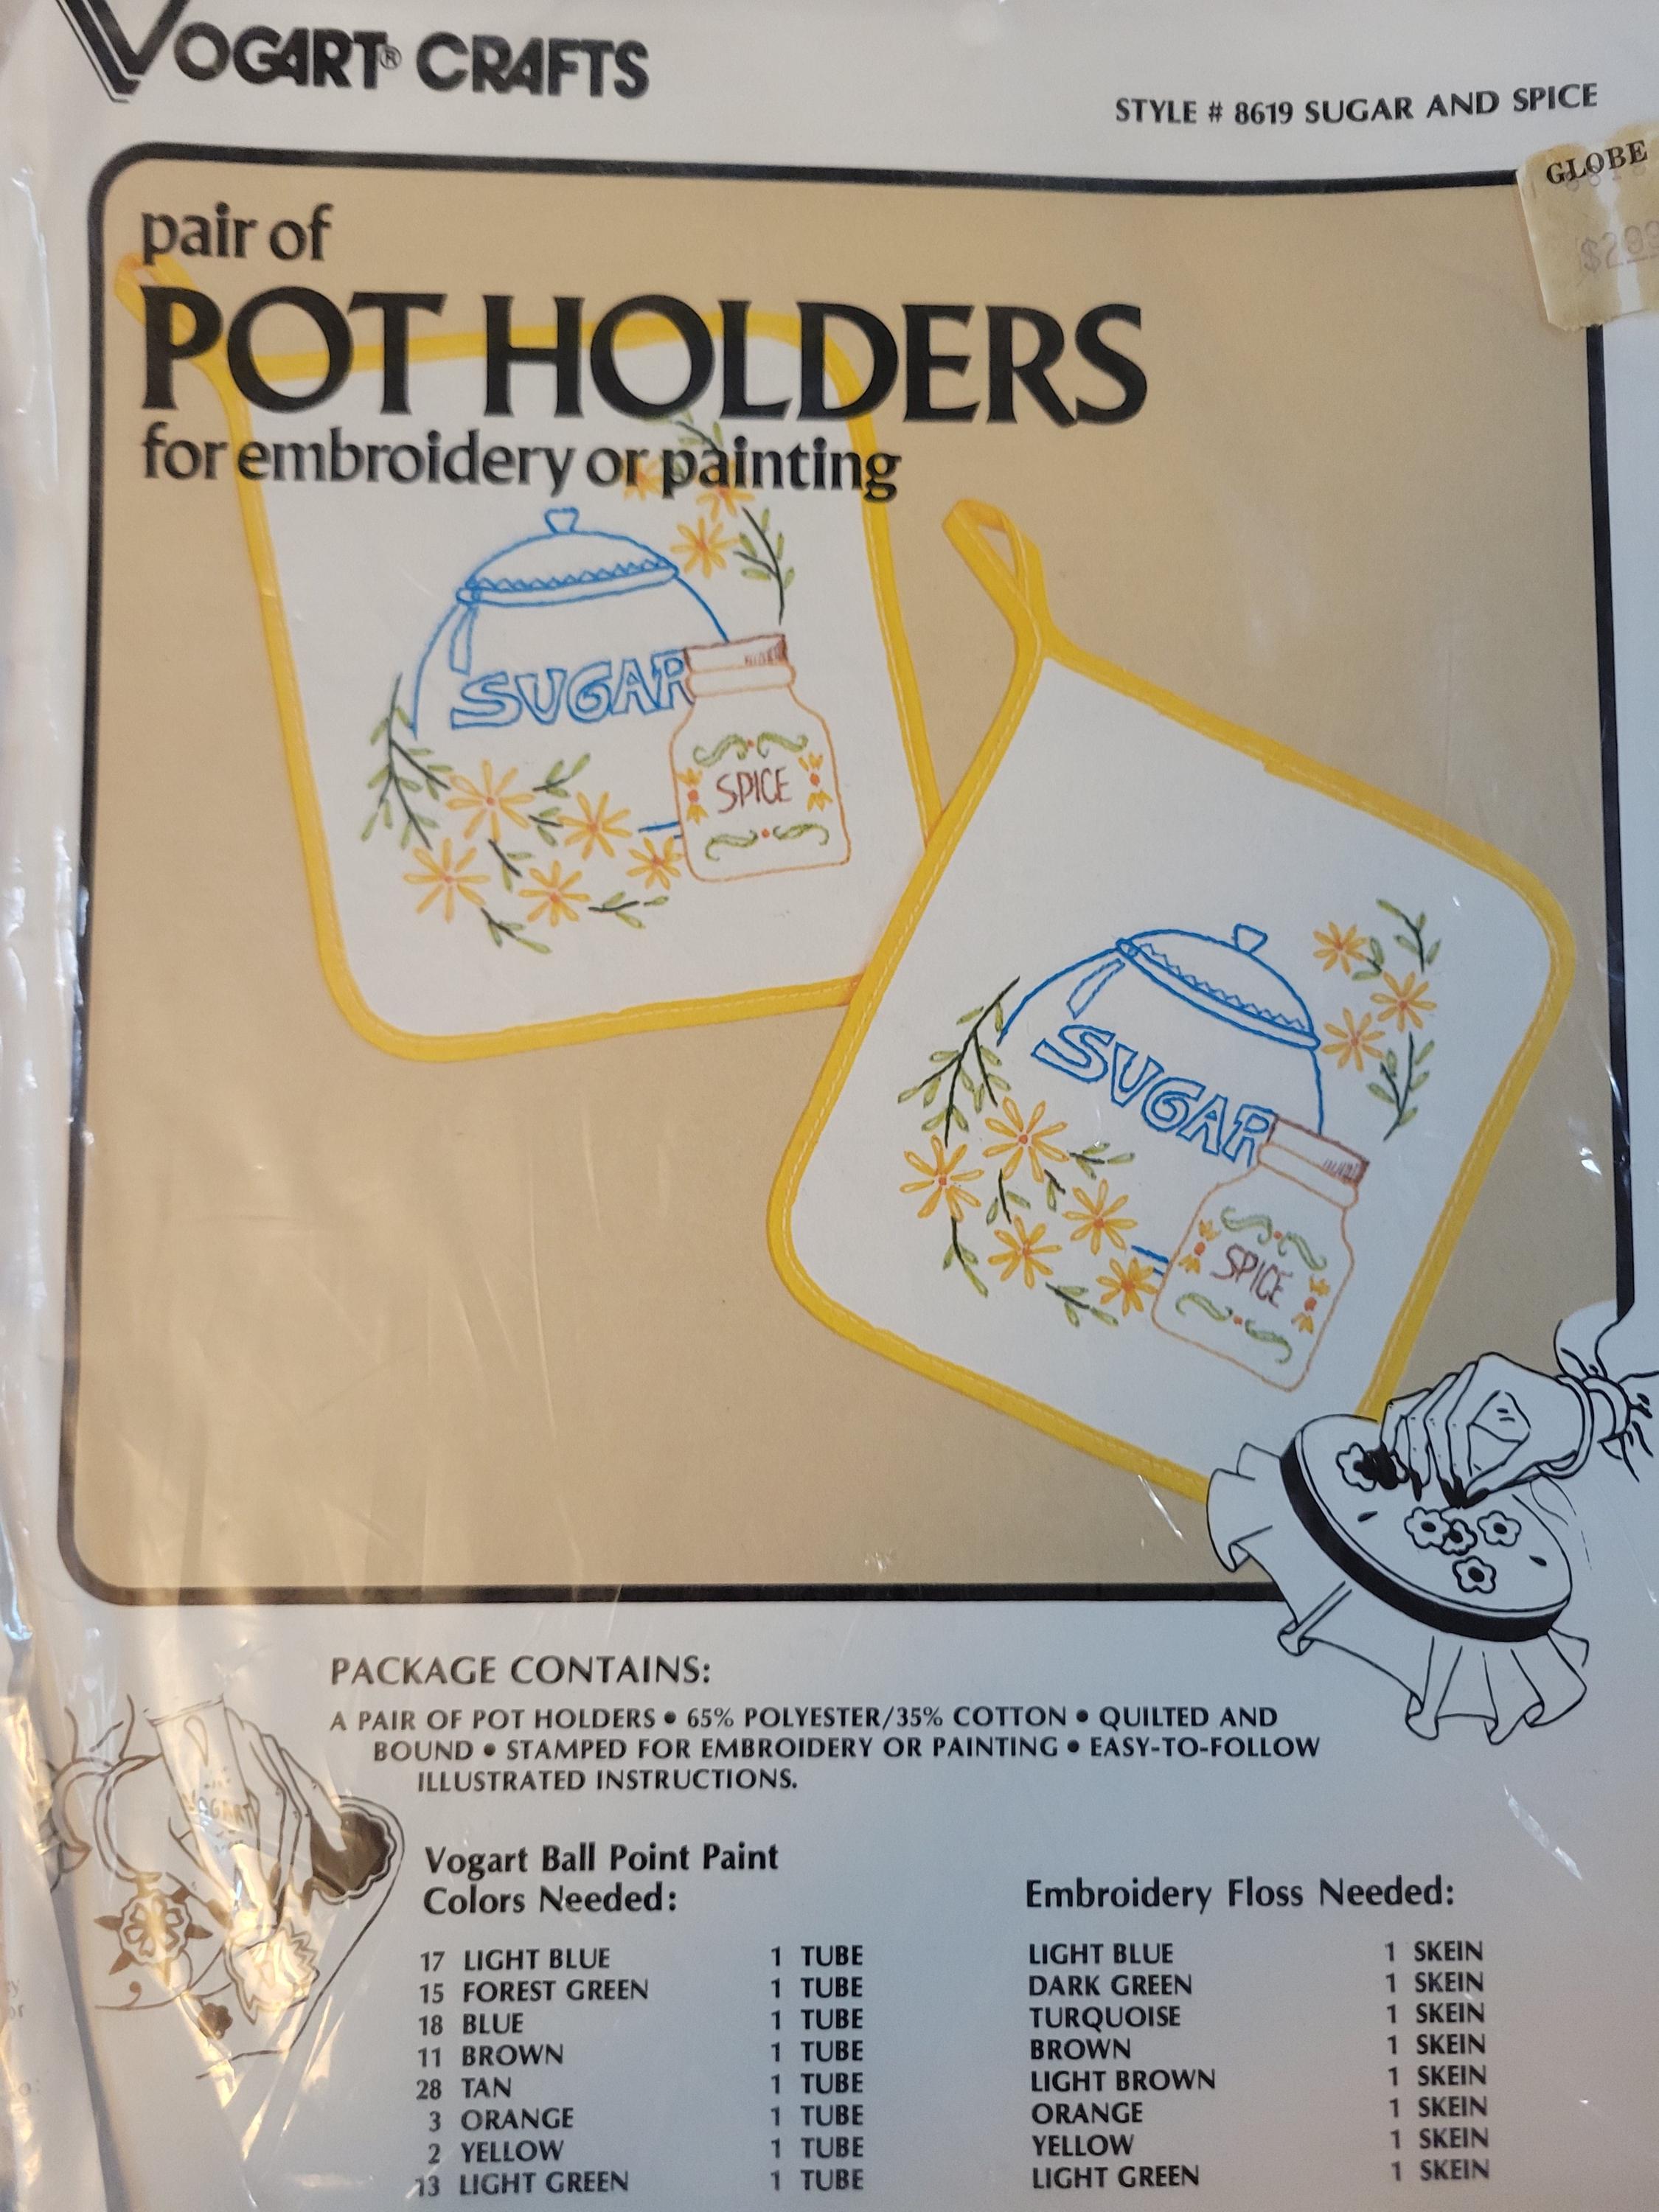 VOGART® CRAFTS
STYLE # 8619 SUGAR AND SPICE
GLOBE
pair of
POT HOLDERS
for embroidery or painting
SUGAR
SPICE
SUGAR
SPICE
PACKAGE CONTAINS:
A PAIR OF POT HOLDERS • 65% POLYESTER/35% COTTON • QUILTED AND
BOUND • STAMPED FOR EMBROIDERY OR PAINTING • EASY-TO-FOLLOW
ILLUSTRATED INSTRUCTIONS.
VOGART
Vogart Ball Point Paint
Colors Needed:
17 LIGHT BLUE 1 TUBE
15 FOREST GREEN 1 TUBE
18 BLUE 1 TUBE
11 BROWN 1 TUBE
28 TAN 1 TUBE
3 ORANGE 1 TUBE
2 YELLOW 1 TUBE
13 LIGHT GREEN 1 TUBE
Embroidery Floss Needed:
LIGHT BLUE 1 SKEIN
DARK GREEN 1 SKEIN
TURQUOISE 1 SKEIN
BROWN 1 SKEIN
LIGHT BROWN 1 SKEIN
ORANGE 1 SKEIN
YELLOW 1 SKEIN
LIGHT GREEN 1 SKEIN